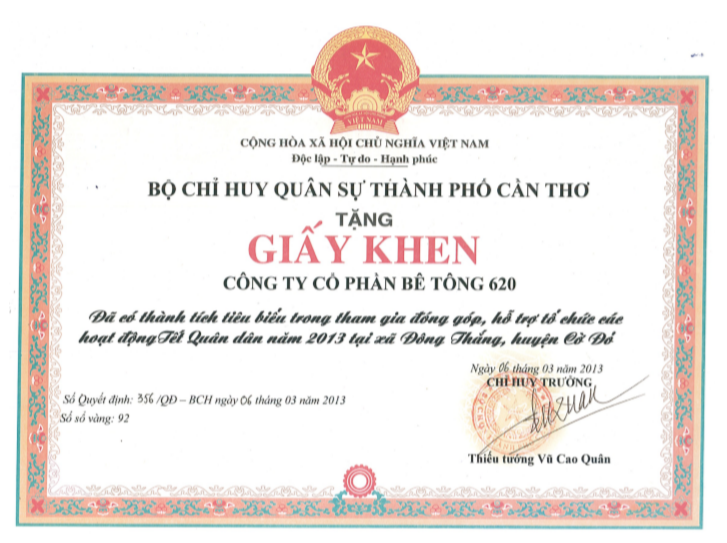 VIỆT NAM
CỘNG HÒA XÃ HỘI CHỦ NGHĨA VIỆT NAM
Độc lập - Tự do - Hạnh phúc
BỘ CHỈ HUY QUÂN SỰ THÀNH PHỐ CẦN THƠ
TẶNG
GIẤY KHEN
CÔNG TY CỔ PHẦN BÊ TÔNG 620
Đã có thành tích tiêu biểu trong tham gia đóng góp, hỗ trợ tổ chức các
hoạt động Tết Quân dân năm 2013 tại xã Đông Thắng, huyện Cờ Đỏ
Ngày 06 tháng 03 năm 2013
CHỈ HUY TRƯỞNG
Số Quyết định: 356 /QĐ – BCH ngày 06 tháng 03 năm 2013
Số sổ vàng: 92
Thiếu tướng Vũ Cao Quân